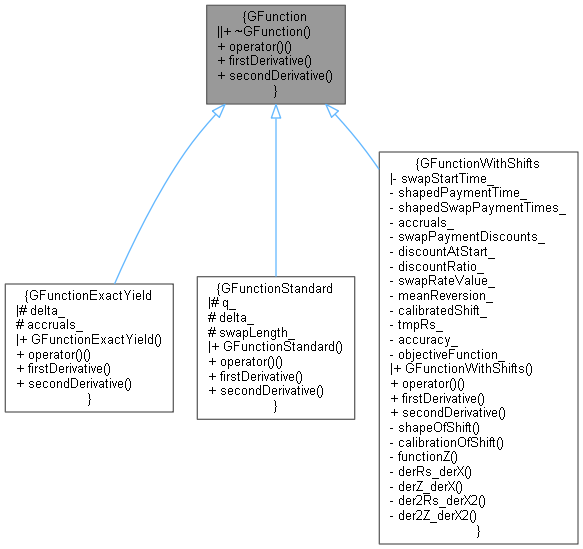 {GFunction
||+ ~GFunction()
+ operator()()
+ firstDerivative()
+ secondDerivative()
}
{GFunctionExactYield
|# delta_
# accruals_
|+ GFunctionExactYield()
+ operator()()
+ firstDerivative()
+ secondDerivative()
}
{GFunctionStandard
|# q_
# delta_
# swapLength_
|+ GFunctionStandard()
+ operator()()
+ firstDerivative()
+ secondDerivative()
}
{GFunctionWithShifts
|- swapStartTime_
- shapedPaymentTime_
- shapedSwapPaymentTimes_
- accruals_
- swapPaymentDiscounts_
- discountAtStart_
- discountRatio_
- swapRateValue_
- meanReversion_
- calibratedShift_
- tmpRs_
- accuracy_
- objectiveFunction_
|+ GFunctionWithShifts()
+ operator()()
+ firstDerivative()
+ secondDerivative()
- shapeOfShift()
- calibrationOfShift()
- functionZ()
- derRs_derX()
- derZ_derX()
- der2Rs_derX2()
- der2Z_derX2()
}